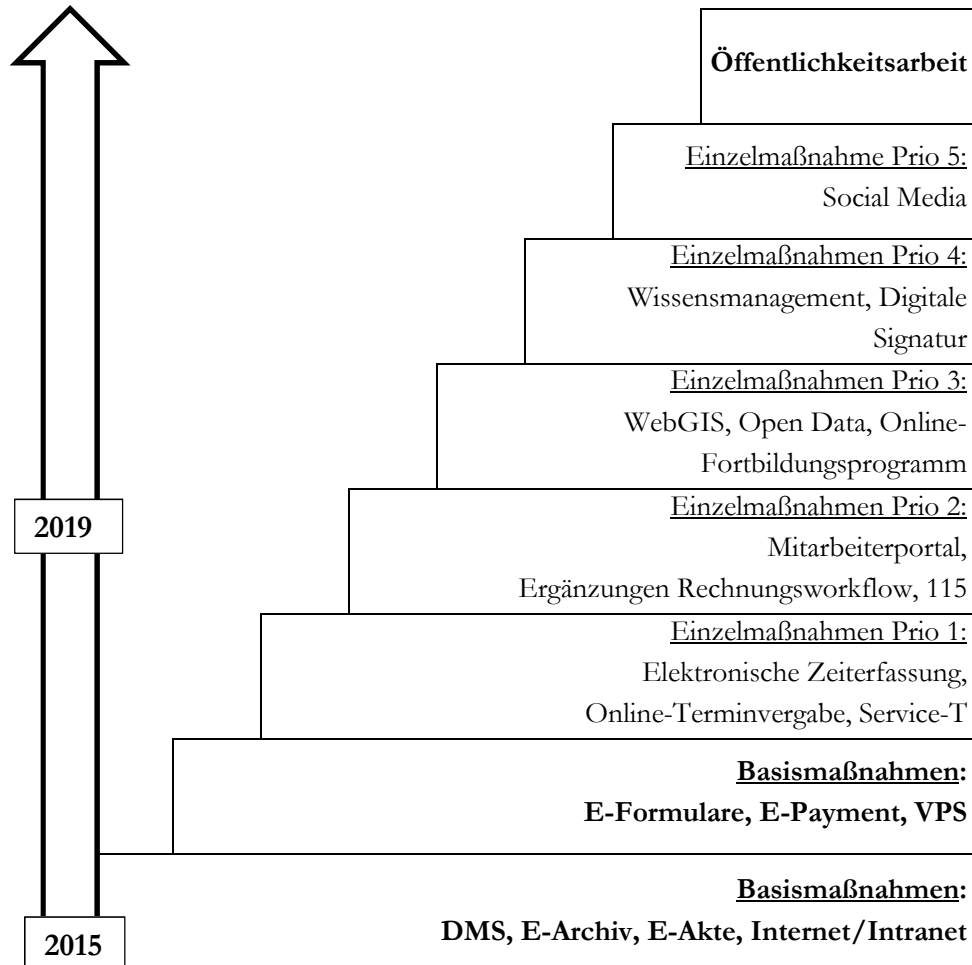 Öffentlichkeitsarbeit
Einzelmaßnahme Prio 5:
Social Media
Einzelmaßnahmen Prio 4:
Wissensmanagement, Digitale
Signatur
Einzelmaßnahmen Prio 3:
WebGIS, Open Data, Online-
Fortbildungsprogramm
2019
Einzelmaßnahmen Prio 2:
Mitarbeiterportal,
Ergänzungen Rechnungsworkflow, 115
Einzelmaßnahmen Prio 1:
Elektronische Zeiterfassung,
Online-Terminvergabe, Service-T
Basismaßnahmen:
E-Formulare, E-Payment, VPS
Basismaßnahmen:
DMS, E-Archiv, E-Akte, Internet/Intranet
2015